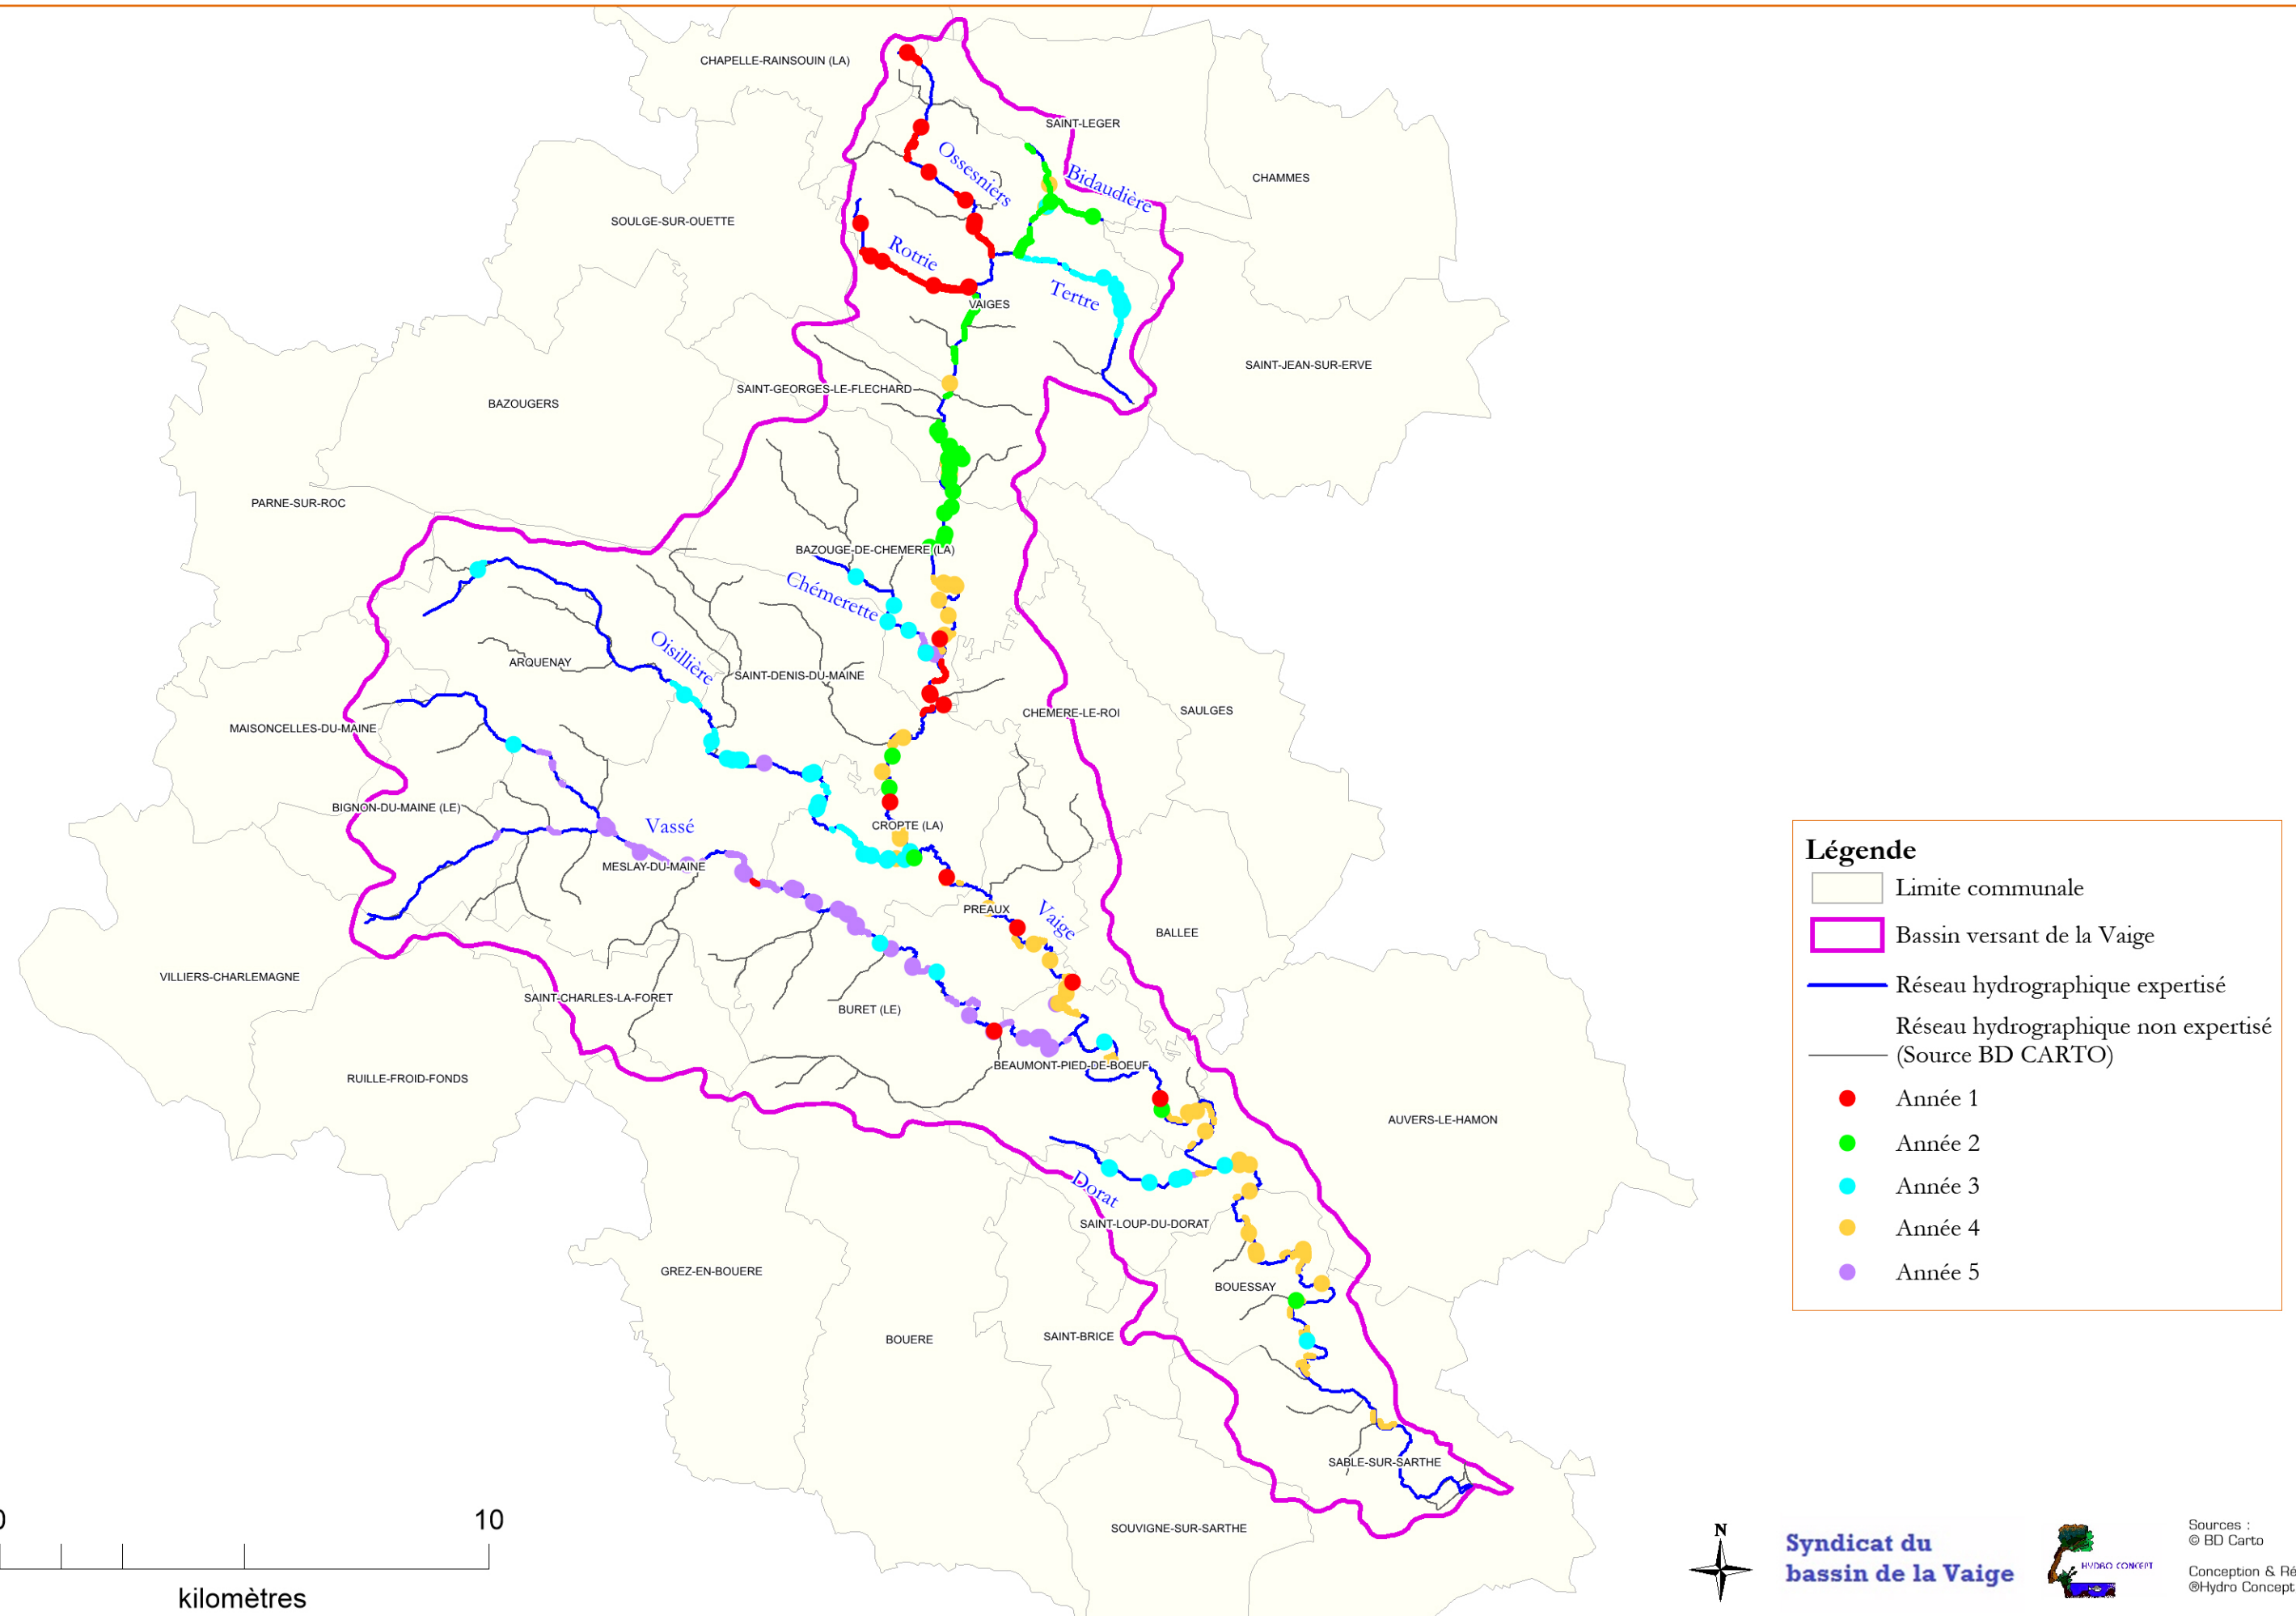 CHAPELLE-RAINSOUIN (LA)
SAINT-LEGER
Ossesniers
Bidaudière
CHAMMES
SOULGE-SUR-OUETTE
Rotrie
Tertre
VAIGES
SAINT-JEAN-SUR-ERVE
SAINT-GEORGES-LE-FLECHARD
BAZOUGERS
PARNE-SUR-ROC
BAZOUGE-DE-CHEMERE (LA)
Chémerette
Oisillière
ARQUENAY
SAINT-DENIS-DU-MAINE
CHEMERE-LE-ROI
SAULGES
MAISONCELLES-DU-MAINE
BIGNON-DU-MAINE (LE)
Vassé
CROPTE (LA)
MESLAY-DU-MAINE
PREAUX
Vaige
BALLEE
VILLIERS-CHARLEMAGNE
SAINT-CHARLES-LA-FORET
BURET (LE)
BEAUMONT-PIED-DE-BOEUF
RUILLE-FROID-FONDS
AUVERS-LE-HAMON
Dorat
SAINT-LOUP-DU-DORAT
GREZ-EN-BOUERE
BOUESSAY
BOUERE
SAINT-BRICE
SABLE-SUR-SARTHE
SOUVIGNE-SUR-SARTHE
Légende
Limite communale
Bassin versant de la Vaige
Réseau hydrographique expertisé
Réseau hydrographique non expertisé
(Source BD CARTO)
Année 1
Année 2
Année 3
Année 4
Année 5
0 10
kilomètres
N
Syndicat du
bassin de la Vaige
HYDRO CONCEPT
Sources :
© BD Carto
Conception & Ré
®Hydro Concept